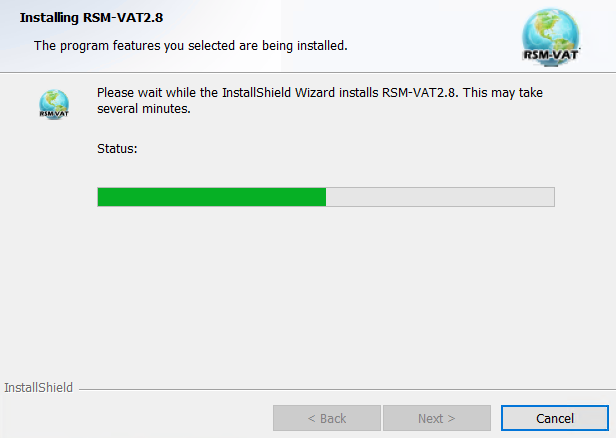 Installing RSM-VAT2.8
The program features you selected are being installed.
RSM-VAT
RSM-VAT
Please wait while the InstallShield Wizard installs RSM-VAT2.8. This may take
several minutes.
Status:
InstallShield
< Back
Next >
Cancel